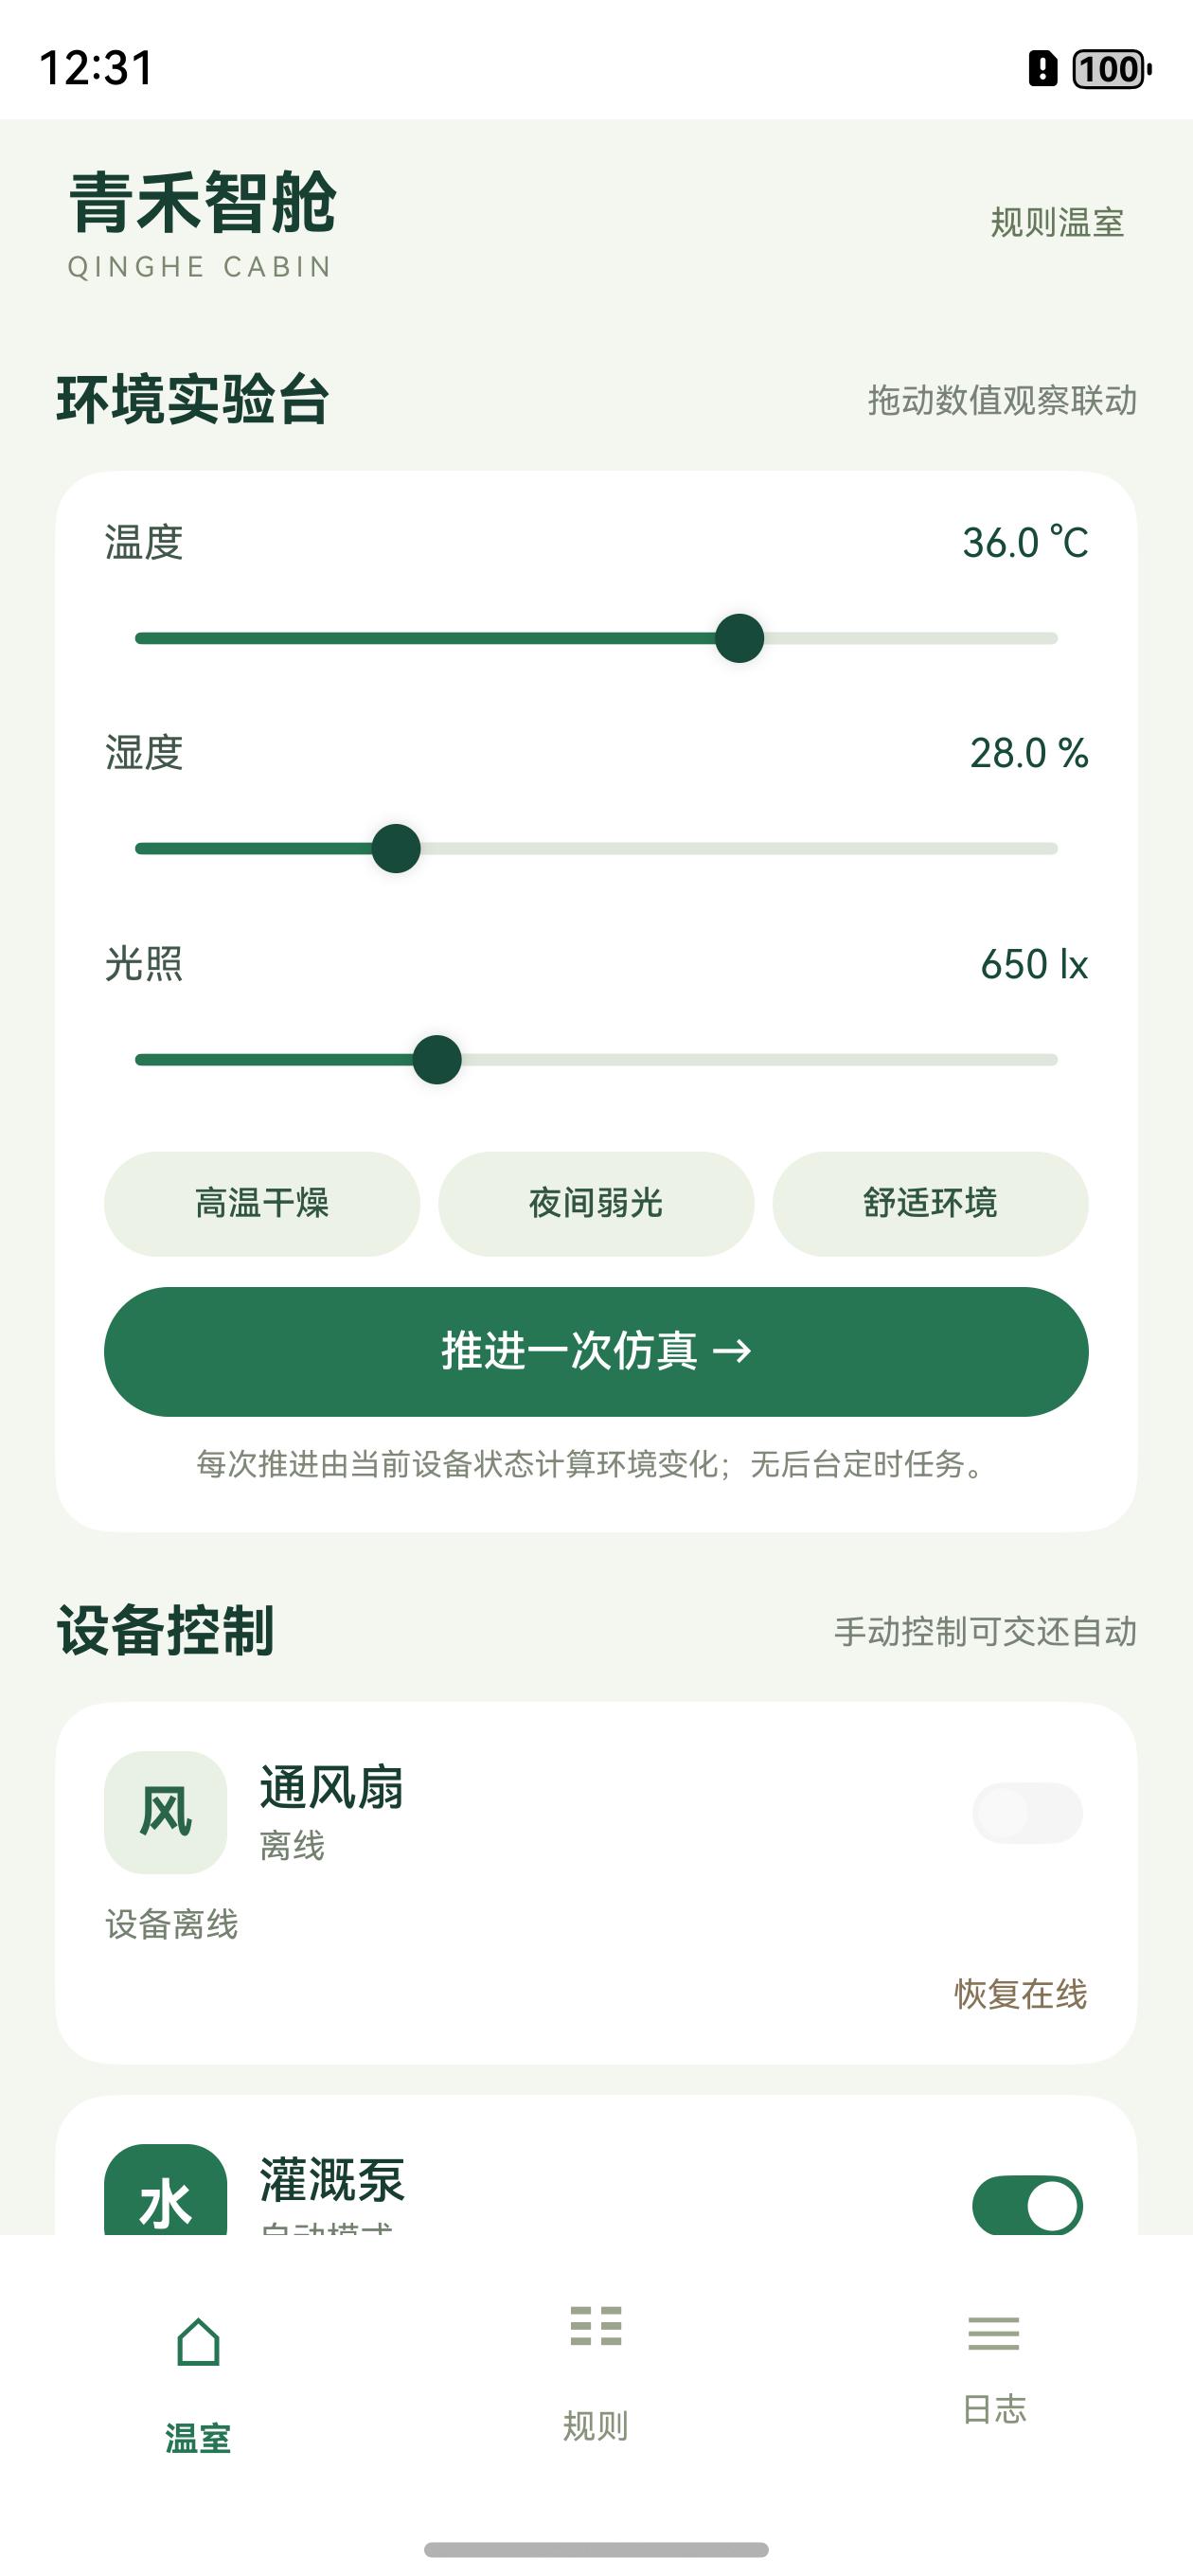 12:31
100
青禾智舱
QINGHE CABIN
规则温室
环境实验台
拖动数值观察联动
温度
36.0 °C
湿度
28.0 %
光照
650 lx
高温干燥
夜间弱光
舒适环境
推进一次仿真 →
每次推进由当前设备状态计算环境变化；无后台定时任务。
设备控制
手动控制可交还自动
风
通风扇
离线
设备离线
恢复在线
水
灌溉泵
自动模式
温室
规则
日志